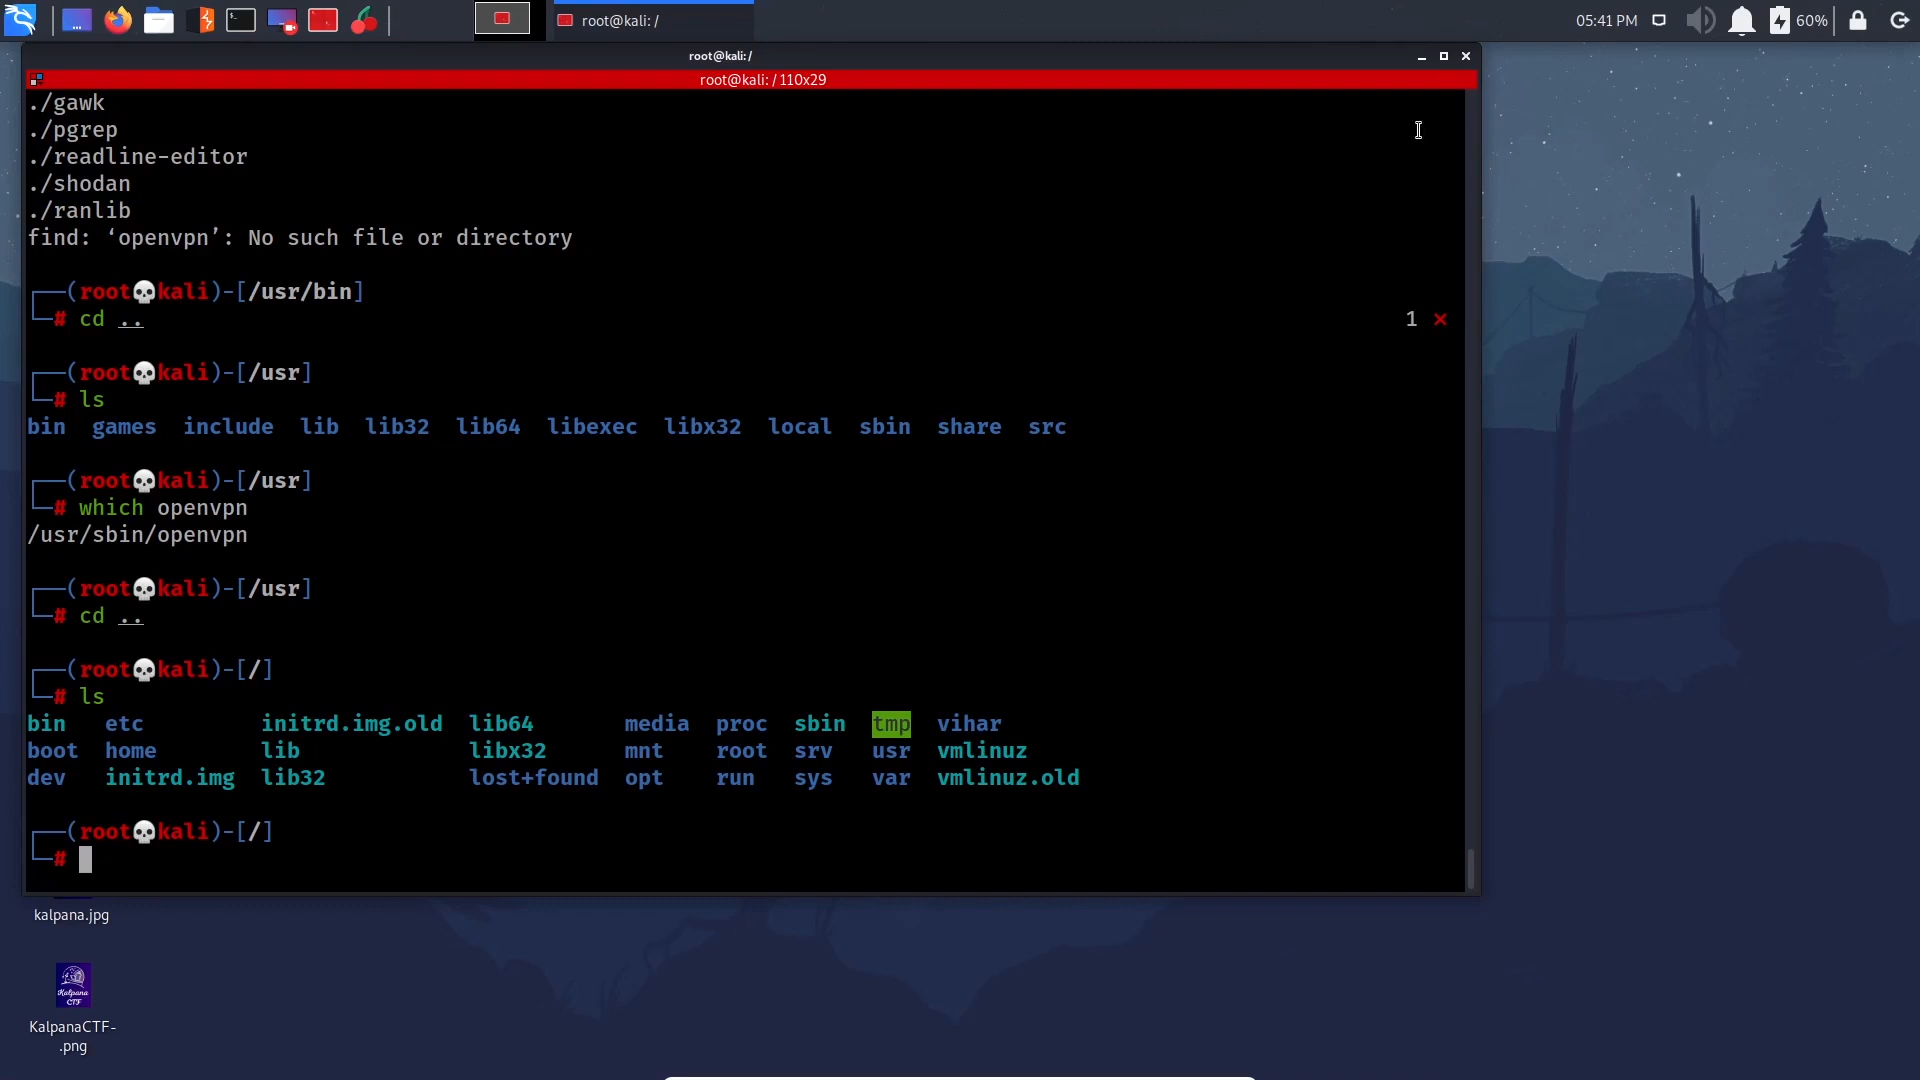 root@kali: /
05:41 PM
60%
root@kali: /
root@kali: / 110x29
./gawk
./pgrep
./readline-editor
./shodan
./ranlib
find: ‘openvpn’: No such file or directory
┌──(root💀kali)-[/usr/bin]
└─# cd .. 1 ⨯
┌──(root💀kali)-[/usr]
└─# ls
bin games include lib lib32 lib64 libexec libx32 local sbin share src
┌──(root💀kali)-[/usr]
└─# which openvpn
/usr/sbin/openvpn
┌──(root💀kali)-[/usr]
└─# cd ..
┌──(root💀kali)-[/]
└─# ls
bin etc initrd.img.old lib64 media proc sbin tmp vihar
boot home lib libx32 mnt root srv usr vmlinuz
dev initrd.img lib32 lost+found opt run sys var vmlinuz.old
┌──(root💀kali)-[/]
└─#
kalpana.jpg
Kalpana
CTF
KalpanaCTF-
.png